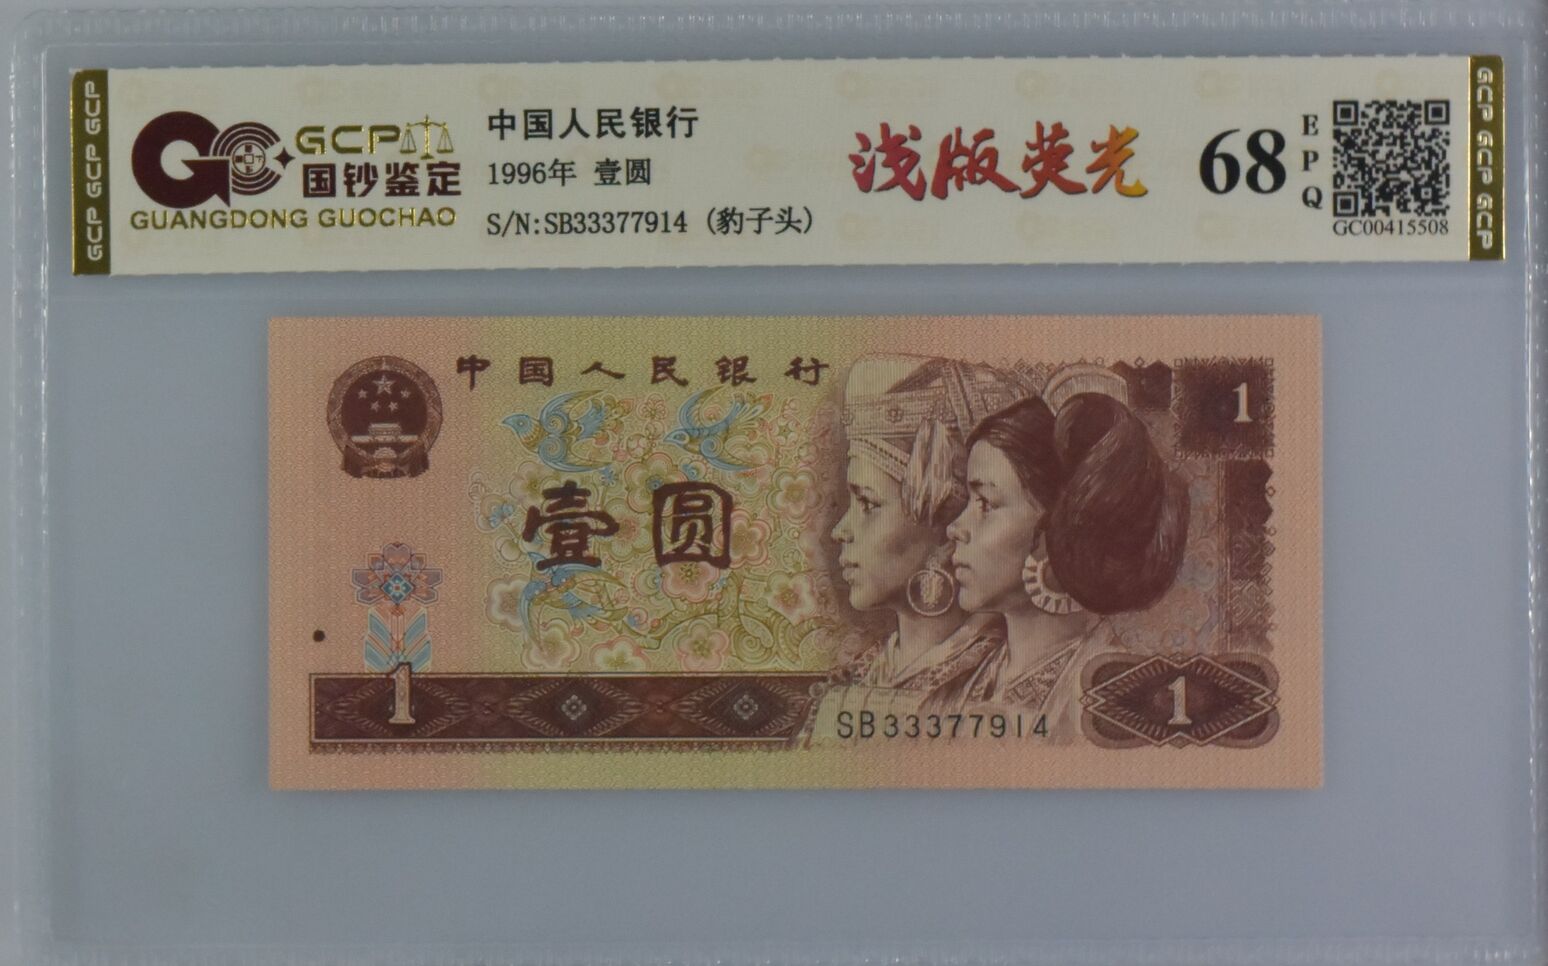 GCP GCP GCP
GCP
国钞鉴定
GUANGDONG GUOCHAO
中国人民银行
1996年 壹圆
S/N:SB33377914 (豹子头)
浅版荧光
68
EPQ
GC00415508
GCP GCP GCP
中国人民银行
1
壹圆
1
SB33377914
1